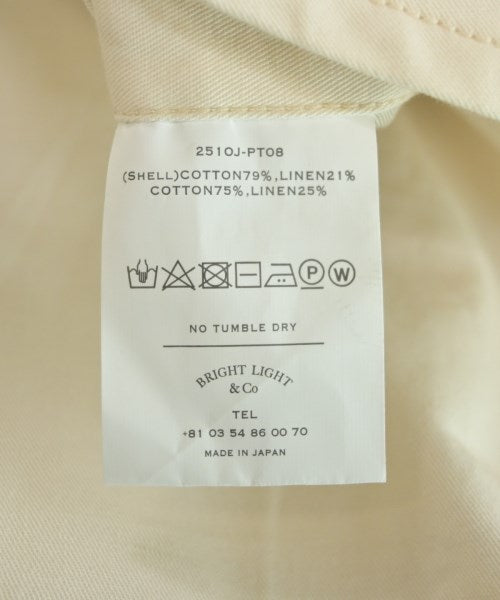 2510J-PT08
(SHELL)COTTON79%,LINEN21%
COTTON75%,LINEN25%
P W
NO TUMBLE DRY
BRIGHT LIGHT
& Co
TEL
+81 03 54 86 00 70
MADE IN JAPAN